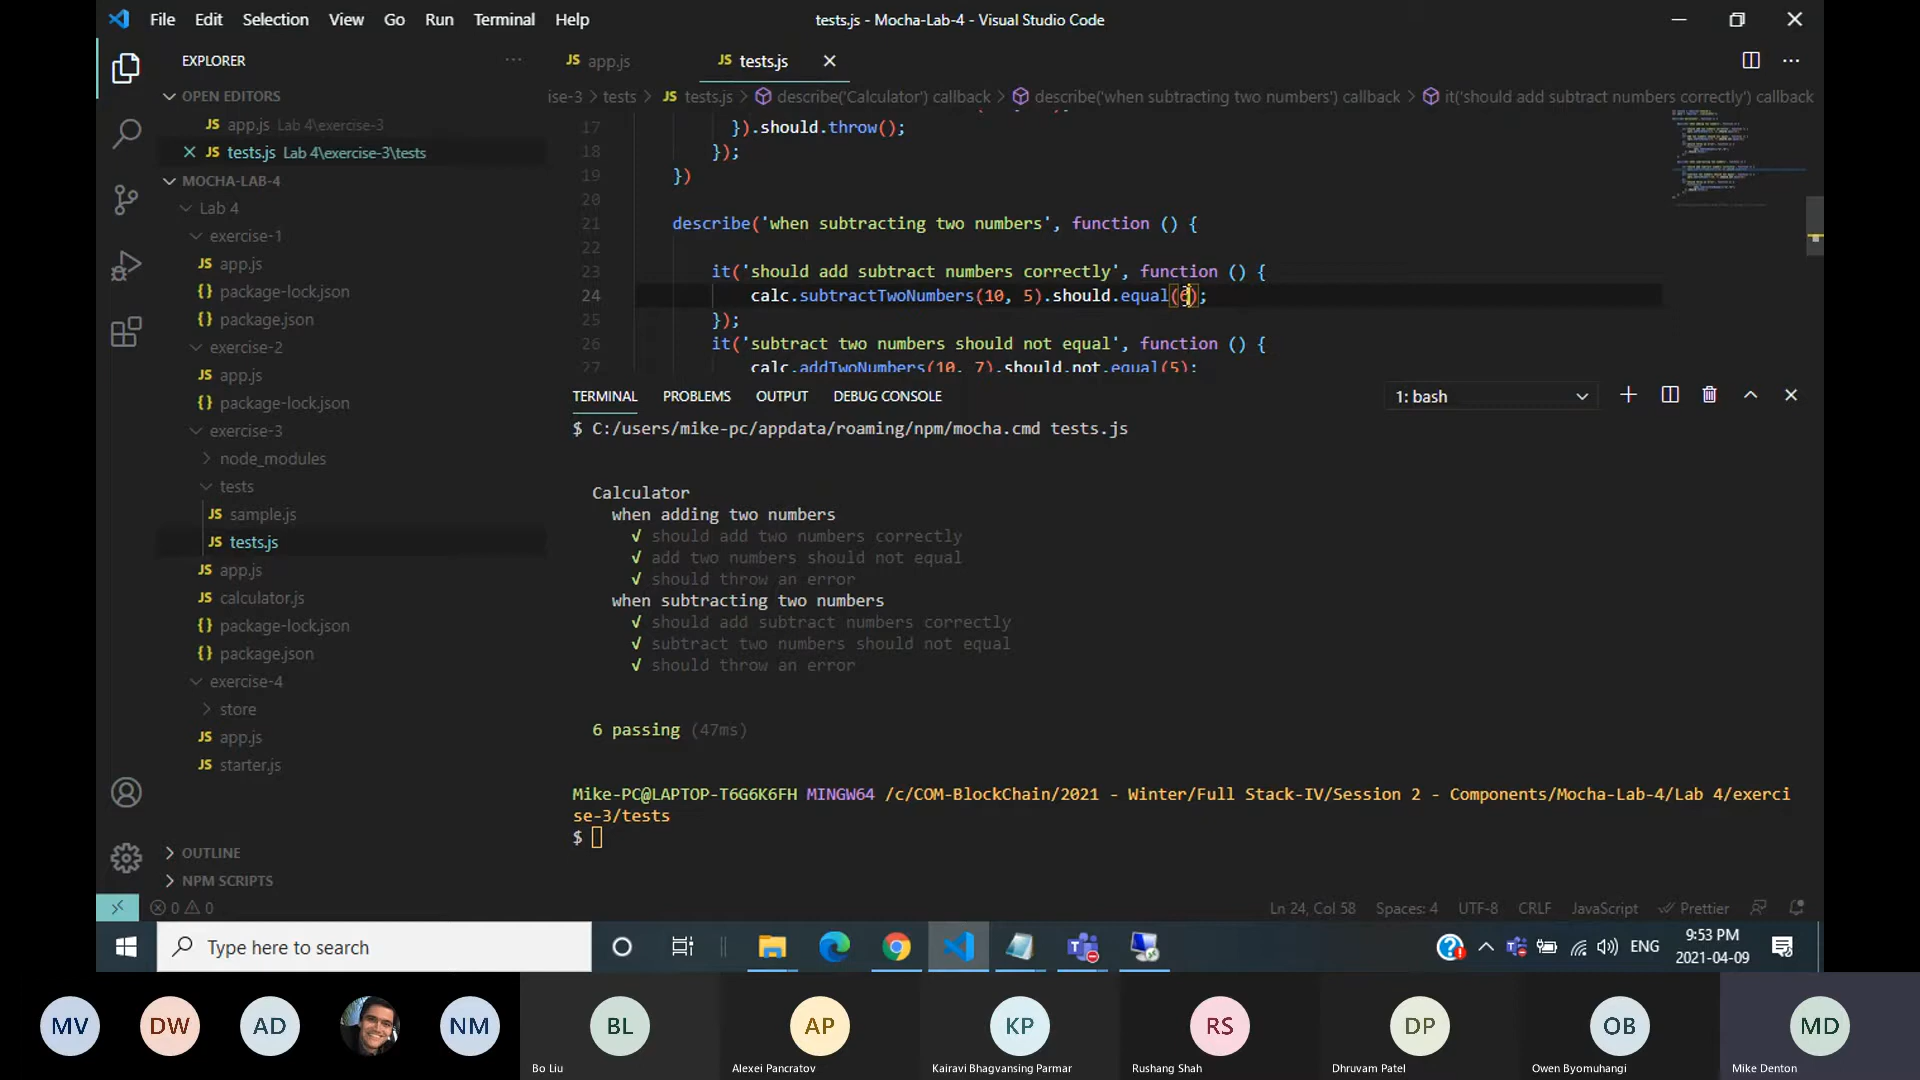 File Edit Selection View Go Run Terminal Help
tests.js - Mocha-Lab-4 - Visual Studio Code
EXPLORER
OPEN EDITORS
JS app.js Lab 4\exercise-3
JS tests.js Lab 4\exercise-3\tests
MOCHA-LAB-4
Lab 4
exercise-1
JS app.js
{} package-lock.json
{} package.json
exercise-2
JS app.js
{} package-lock.json
exercise-3
node_modules
tests
JS sample.js
JS tests.js
JS app.js
JS calculator.js
{} package-lock.json
{} package.json
exercise-4
store
JS app.js
JS starter.js
OUTLINE
NPM SCRIPTS
JS app.js
JS tests.js
ise-3 > tests > JS tests.js > describe('Calculator') callback > describe('when subtracting two numbers') callback > it('should add subtract numbers correctly') callback
17 }).should.throw();
18 });
19 })
20
21 describe('when subtracting two numbers', function () {
22
23 it('should add subtract numbers correctly', function () {
24 calc.subtractTwoNumbers(10, 5).should.equal(6);
25 });
26 it('subtract two numbers should not equal', function () {
27 calc.addTwoNumbers(10, 7).should.not.equal(5);
TERMINAL PROBLEMS OUTPUT DEBUG CONSOLE
1: bash
$ C:/users/mike-pc/appdata/roaming/npm/mocha.cmd tests.js
Calculator
when adding two numbers
√ should add two numbers correctly
√ add two numbers should not equal
√ should throw an error
when subtracting two numbers
√ should add subtract numbers correctly
√ subtract two numbers should not equal
√ should throw an error
6 passing (47ms)
Mike-PC@LAPTOP-T6G6K6FH MINGW64 /c/COM-BlockChain/2021 - Winter/Full Stack-IV/Session 2 - Components/Mocha-Lab-4/Lab 4/exerci
se-3/tests
$
0 0
Ln 24, Col 58 Spaces: 4 UTF-8 CRLF JavaScript Prettier
Type here to search
ENG
9:53 PM
2021-04-09
MV DW AD NM BL AP KP RS DP OB MD
Bo Liu Alexei Pancratov Kairavi Bhagvansing Parmar Rushang Shah Dhruvam Patel Owen Byomuhangi Mike Denton